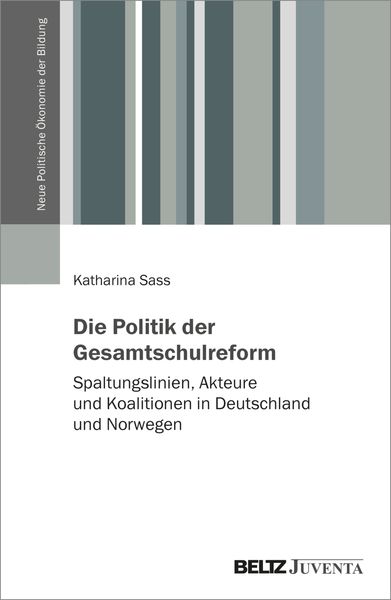 Neue Politische Ökonomie der Bildung
Katharina Sass
Die Politik der
Gesamtschulreform
Spaltungslinien, Akteure
und Koalitionen in Deutschland
und Norwegen
BELTZ JUVENTA